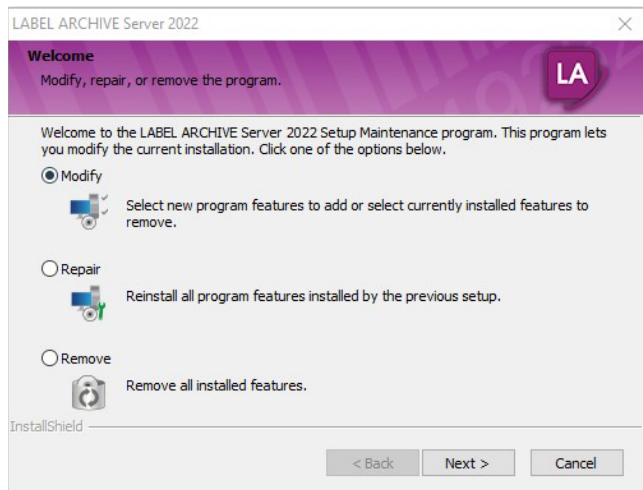 LABEL ARCHIVE Server 2022
Welcome
Modify, repair, or remove the program.
LA
Welcome to the LABEL ARCHIVE Server 2022 Setup Maintenance program. This program lets
you modify the current installation. Click one of the options below.
Modify
Select new program features to add or select currently installed features to
remove.
Repair
Reinstall all program features installed by the previous setup.
Remove
Remove all installed features.
InstallShield
< Back
Next >
Cancel